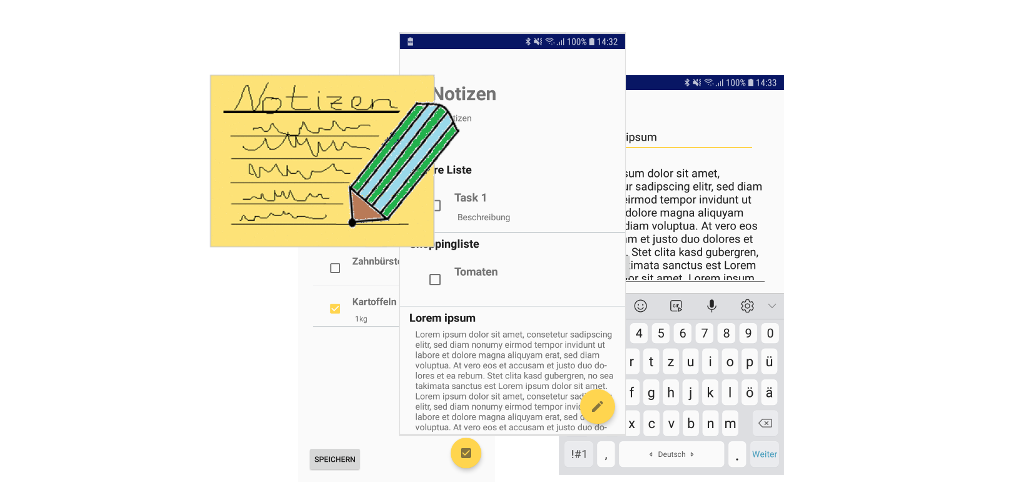 Notizen
Zahnbürst
Kartoffeln
1kg
SPEICHERN
100% 14:32
Notizen
tizen
re Liste
Task 1
Beschreibung
oppingliste
Tomaten
Lorem ipsum
Lorem ipsum dolor sit amet, consetetur sadipscing
elitr, sed diam nonumy eirmod tempor invidunt ut
labore et dolore magna aliquyam erat, sed diam
voluptua. At vero eos et accusam et justo duo do-
lores et ea rebum. Stet clita kasd gubergren, no sea
takimata sanctus est Lorem ipsum dolor sit amet.
Lorem ipsum dolor sit amet, consetetur sadipscing
elitr, sed diam nonumy eirmod tempor
labore et dolore magna aliquyam erat, sed
voluptua. At vero eos et accusam et justo duo do-
100% 14:33
ipsum
sum dolor sit amet,
ur sadipscing elitr, sed diam
eirmod tempor invidunt ut
dolore magna aliquyam
iam voluptua. At vero eos
m et justo duo dolores et
. Stet clita kasd gubergren,
imata sanctus est Lorem
or sit amet. Lorem ipsum
4 5 6 7 8 9 0
r t z u i o p ü
f g h j k l ö ä
x c v b n m
!#1 , Deutsch . Weiter